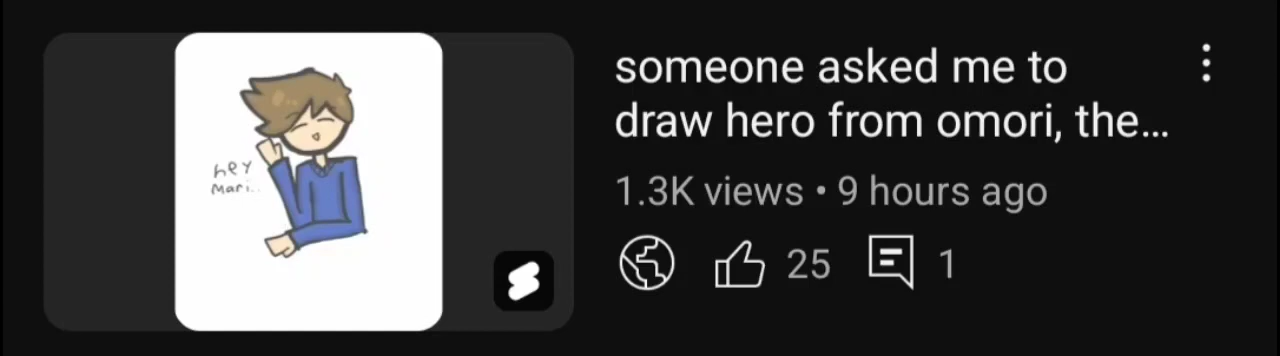 hey
Mari..
someone asked me to
draw hero from omori, the...
1.3K views • 9 hours ago
25
1